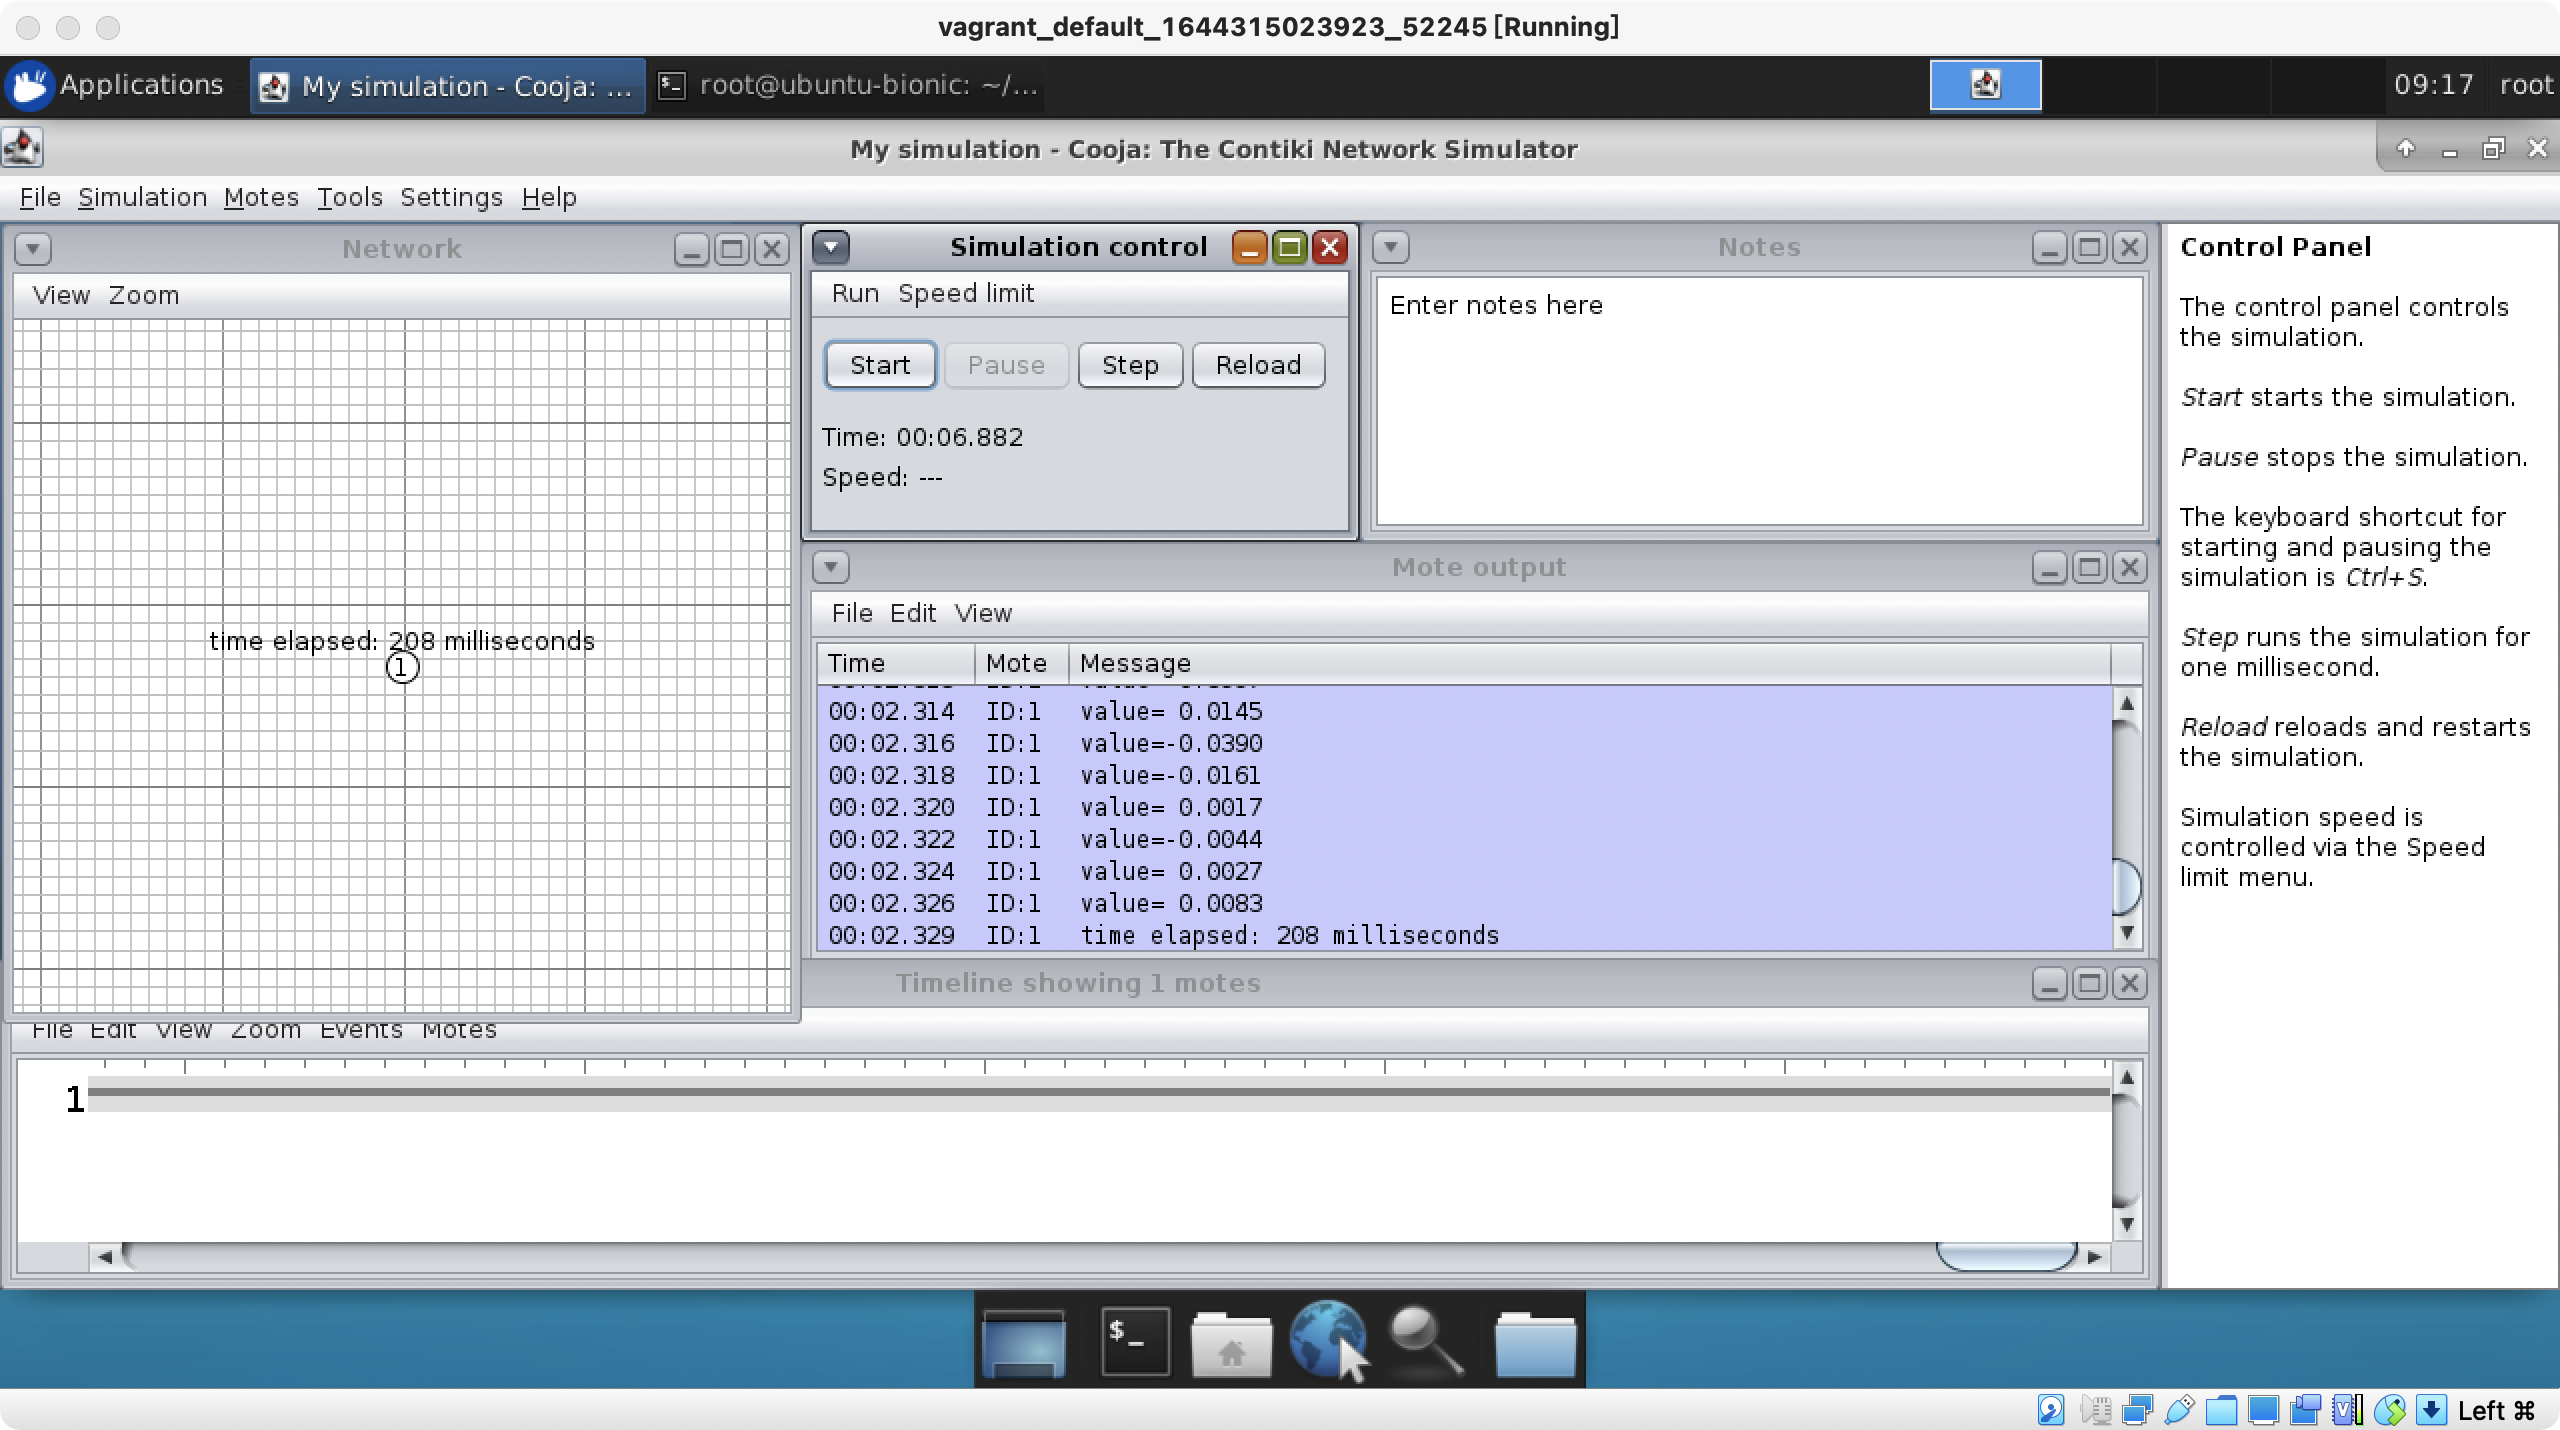 vagrant_default_1644315023923_52245 [Running]
Applications
My simulation - Cooja: ...
root@ubuntu-bionic: ~/...
09:17
root
My simulation - Cooja: The Contiki Network Simulator
File Simulation Motes Tools Settings Help
Network
View Zoom
time elapsed: 208 milliseconds
1
Simulation control
Run Speed limit
Start Pause Step Reload
Time: 00:06.882
Speed: ---
Notes
Enter notes here
Mote output
File Edit View
Time Mote Message
00:02.314 ID:1 value= 0.0145
00:02.316 ID:1 value=-0.0390
00:02.318 ID:1 value=-0.0161
00:02.320 ID:1 value= 0.0017
00:02.322 ID:1 value=-0.0044
00:02.324 ID:1 value= 0.0027
00:02.326 ID:1 value= 0.0083
00:02.329 ID:1 time elapsed: 208 milliseconds
Timeline showing 1 motes
File Edit View Zoom Events Motes
1
Control Panel
The control panel controls
the simulation.
Start starts the simulation.
Pause stops the simulation.
The keyboard shortcut for
starting and pausing the
simulation is Ctrl+S.
Step runs the simulation for
one millisecond.
Reload reloads and restarts
the simulation.
Simulation speed is
controlled via the Speed
limit menu.
$_
Left ⌘